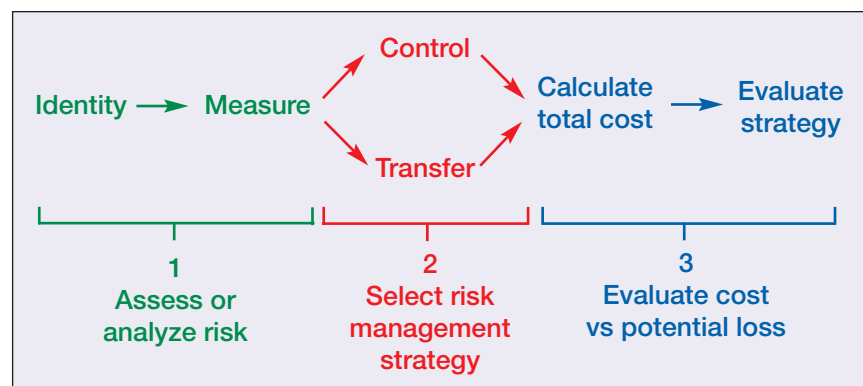 Identity
Measure
Control
Transfer
Calculate
total cost
Evaluate
strategy
1
Assess or
analyze risk
2
Select risk
management
strategy
3
Evaluate cost
vs potential loss